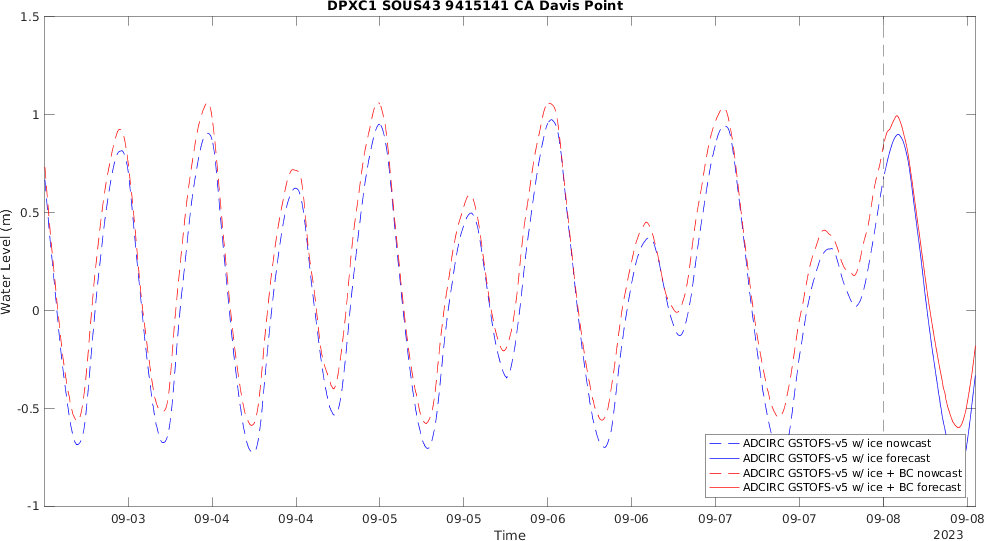 DPXC1 SOUS43 9415141 CA Davis Point
1.5
1
0.5
0
-0.5
-1
Water Level (m)
ADCIRC GSTOFS-v5 w/ ice nowcast
ADCIRC GSTOFS-v5 w/ ice forecast
ADCIRC GSTOFS-v5 w/ ice + BC nowcast
ADCIRC GSTOFS-v5 w/ ice + BC forecast
09-03 09-04 09-04 09-05 09-05 09-06 09-06 09-07 09-07 09-08 09-08
Time
2023